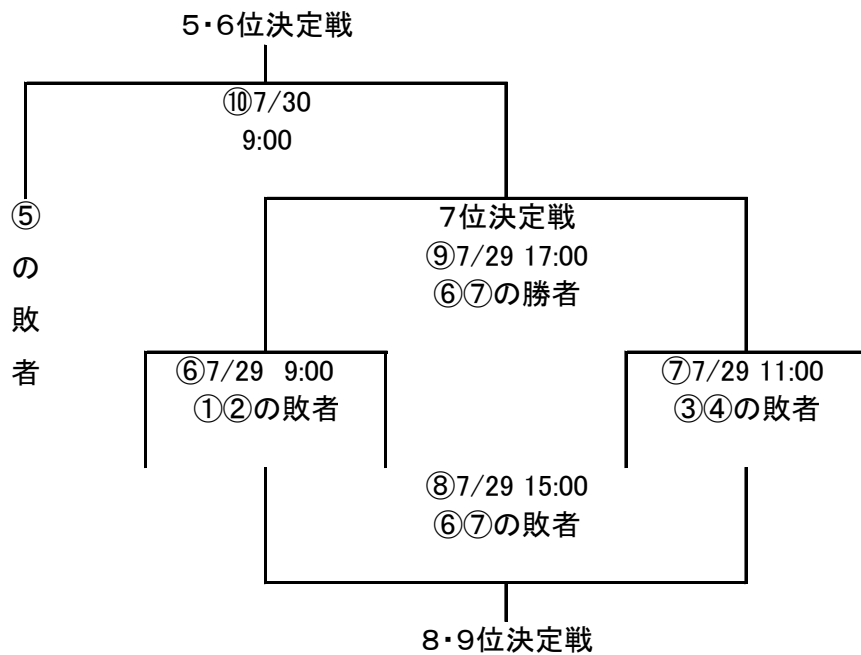 5・6位決定戦
⑩7/30
9:00
⑤の敗者
7位決定戦
⑨7/29 17:00
⑥⑦の勝者
⑥7/29 9:00
①②の敗者
⑦7/29 11:00
③④の敗者
⑧7/29 15:00
⑥⑦の敗者
8・9位決定戦